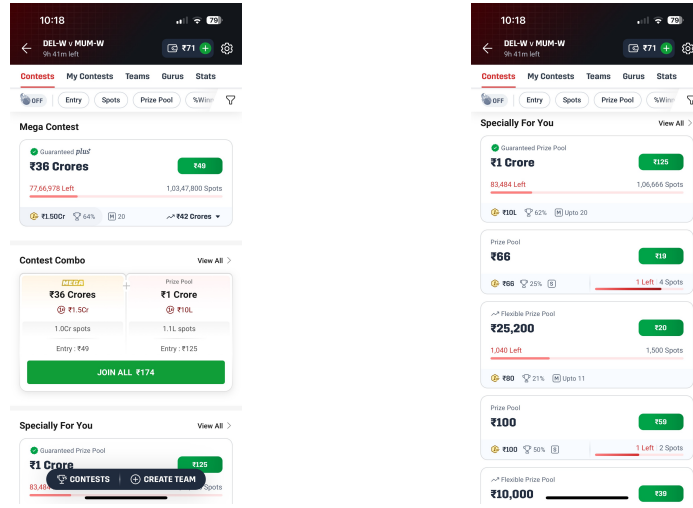 10:18
79
DEL-W v MUM-W
9h 41m left
₹71
Contests My Contests Teams Gurus Stats
OFF Entry Spots Prize Pool
Mega Contest
Guaranteed plus
₹36 Crores ₹49
77,66,978 Left 1,03,47,800 Spots
₹1.50Cr 64% M 20 ₹42 Crores
Contest Combo View All
MEGA Prize Pool
₹36 Crores ₹1 Crore
₹1.5Cr ₹10L
1.0Cr spots 1.1L spots
Entry : ₹49 Entry : ₹125
JOIN ALL ₹174
Specially For You View All
Guaranteed Prize Pool
₹1 Crore ₹125
CONTESTS CREATE TEAM
83,48 Spots
10:18
79
DEL-W v MUM-W
9h 41m left
₹71
Contests My Contests Teams Gurus Stats
OFF Entry Spots Prize Pool
Specially For You View All
Guaranteed Prize Pool
₹1 Crore ₹125
83,484 Left 1,06,666 Spots
₹10L 62% M Upto 20
Prize Pool
₹66 ₹19
₹66 25% S 1 Left 4 Spots
Flexible Prize Pool
₹25,200 ₹20
1,040 Left 1,500 Spots
₹80 21% M Upto 11
Prize Pool
₹100 ₹59
₹100 50% S 1 Left 2 Spots
Flexible Prize Pool
₹10,000 ₹39